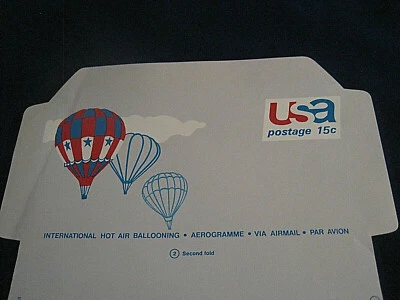 usa
postage 15c
INTERNATIONAL HOT AIR BALLOONING • AEROGRAMME • VIA AIRMAIL • PAR AVION
2 Second fold